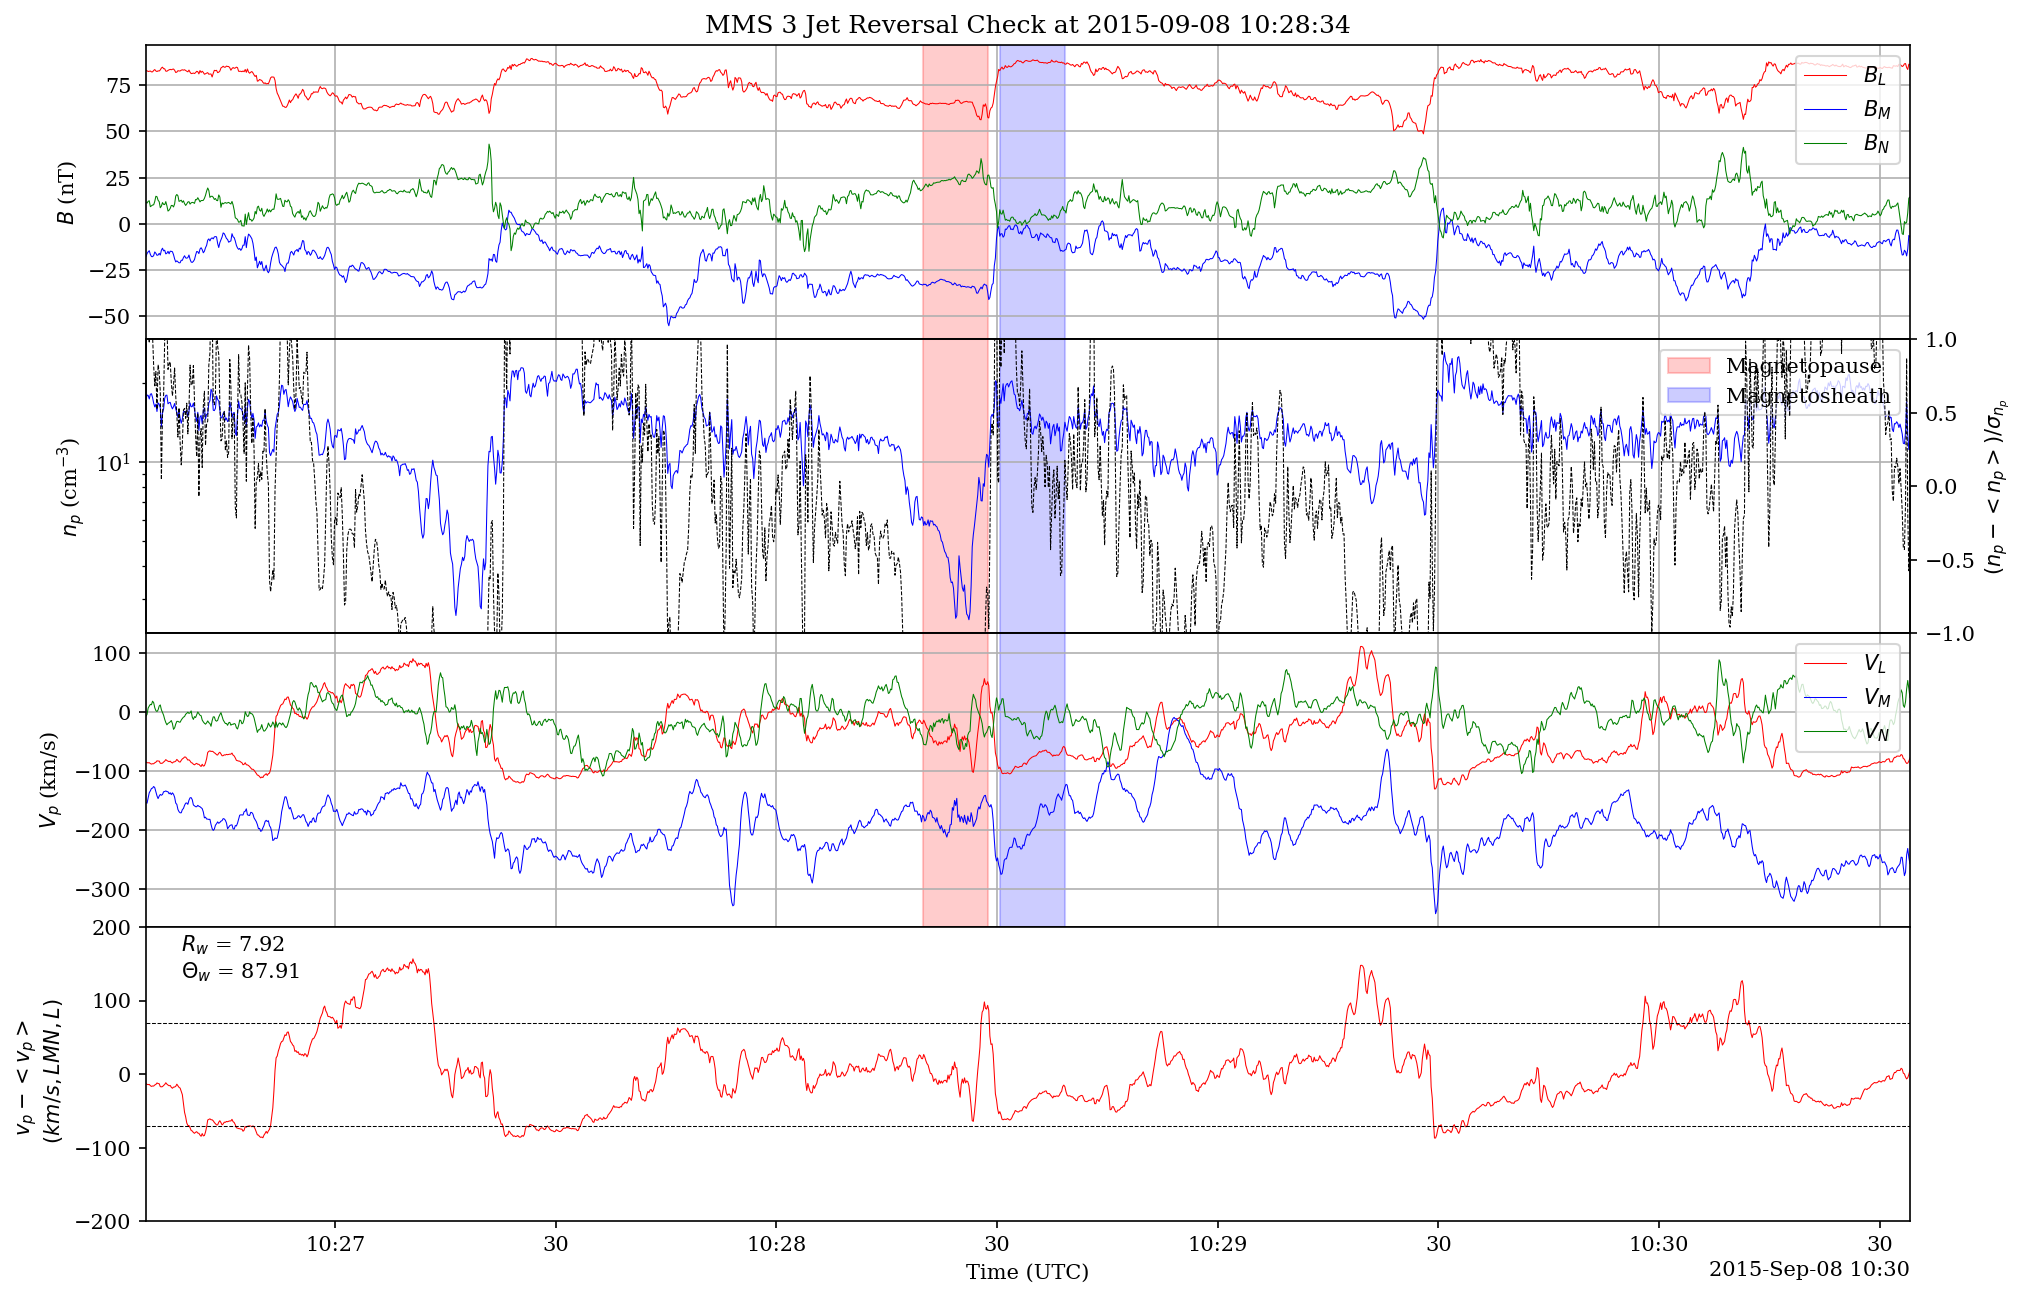 MMS 3 Jet Reversal Check at 2015-09-08 10:28:34
75
50
25
0
−25
−50
B (nT)
B_L
B_M
B_N
10^1
n_p (cm^−3)
1.0
0.5
0.0
−0.5
−1.0
(n_p − < n_p >)/σ_{n_p}
Magnetopause
Magnetosheath
100
0
−100
−200
−300
V_p (km/s)
V_L
V_M
V_N
200
100
0
−100
−200
v_p − < v_p >
(km/s, LMN, L)
R_w = 7.92
Θ_w = 87.91
10:27
30
10:28
30
10:29
30
10:30
30
Time (UTC)
2015-Sep-08 10:30